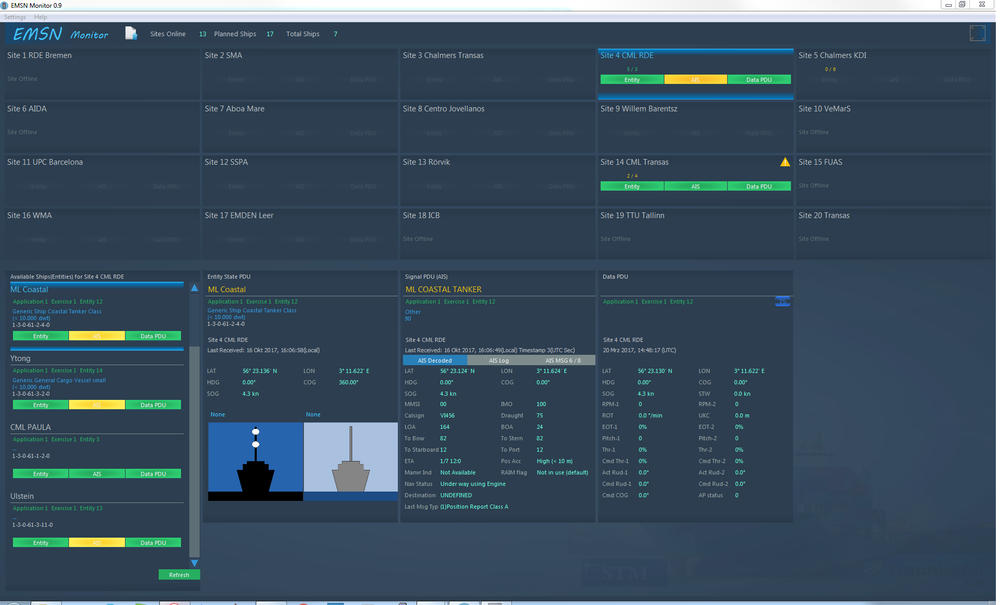 EMSN Monitor 0.9
Settings Help
EMSN Monitor Sites Online 13 Planned Ships 17 Total Ships 7
Site 1 RDE Bremen
Site Offline
Site 2 SMA
Entity AIS Data PDU
Site 3 Chalmers Transas
Entity AIS Data PDU
Site 4 CML RDE
5 / 3
Entity AIS Data PDU
Site 5 Chalmers KDI
0 / 6
Entity AIS Data PDU
Site 6 AIDA
Site Offline
Site 7 Aboa Mare
Entity AIS Data PDU
Site 8 Centro Jovellanos
Entity AIS Data PDU
Site 9 Willem Barentsz
Entity AIS Data PDU
Site 10 VeMarS
Site Offline
Site 11 UPC Barcelona
Entity AIS Data PDU
Site 12 SSPA
Entity AIS Data PDU
Site 13 Rörvik
Entity AIS Data PDU
Site 14 CML Transas
2 / 4
Entity AIS Data PDU
Site 15 FUAS
Site Offline
Site 16 WMA
Entity AIS Data PDU
Site 17 EMDEN Leer
Entity AIS Data PDU
Site 18 ICB
Site Offline
Site 19 TTU Tallinn
Site Offline
Site 20 Transas
Site Offline
Available Ships(Entities) for Site 4 CML RDE
ML Coastal
Application 1 Exercise 1 Entity 12
Generic Ship Coastal Tanker Class
(< 10.000 dwt)
1-3-0-61-2-4-0
Entity AIS Data PDU
Ytong
Application 1 Exercise 1 Entity 14
Generic General Cargo Vessel small
(< 10.000 dwt)
1-3-0-61-3-2-0
Entity AIS Data PDU
CML PAULA
Application 1 Exercise 1 Entity 3
--
1-3-0-61-1-2-0
Entity AIS Data PDU
Ulstein
Application 1 Exercise 1 Entity 13
--
1-3-0-61-3-11-0
Entity AIS Data PDU
Refresh
Entity State PDU
ML Coastal
Application 1 Exercise 1 Entity 12
Generic Ship Coastal Tanker Class
(< 10.000 dwt)
1-3-0-61-2-4-0
Site 4 CML RDE
Last Received: 16 Okt 2017, 16:06:58(Local)
LAT 56° 23.136' N LON 3° 11.622' E
HDG 0.00° COG 360.00°
SOG 4.3 kn
None None
Signal PDU (AIS)
ML COASTAL TANKER
Application 1 Exercise 1 Entity 12
Other
90
Site 4 CML RDE
Last Received: 16 Okt 2017, 16:06:49(Local) Timestamp 3(UTC Sec)
AIS Decoded AIS Log AIS MSG 6 / 8
LAT 56° 23.124' N LON 3° 11.624' E
HDG 0.00° COG 0.00°
SOG 4.3 kn
MMSI 00 IMO 100
Calsign VI456 Draught 75
LOA 164 BOA 24
To Bow 82 To Stern 82
To Starboard 12 To Port 12
ETA 1/7 12:0 Pos Acc High (< 10 m)
Manvr Ind Not Available RAIM flag Not in use (default)
Nav Status Under way using Engine
Destination UNDEFINED
Last Msg Typ (1)Position Report Class A
Data PDU
Application 1 Exercise 1 Entity 12 TS
Site 4 CML RDE
20 Mrz 2017, 14:48:17 (UTC)
LAT 56° 23.130' N LON 3° 11.622' E
HDG 0.00° COG 0.00°
SOG 4.3 kn STW 0.0 kn
RPM-1 0 RPM-2 0
ROT 0.0 °/min UKC 0.0 m
EOT-1 0% EOT-2 0%
Pitch-1 0 Pitch-2 0
Thr-1 0% Thr-2 0%
Cmd Thr-1 0% Cmd Thr-2 0%
Act Rud-1 0.0° Act Rud-2 0.0°
Cmd Rud-1 0.0° Cmd Rud-2 0.0°
Cmd COG 0.0° AP status 0
STM
Fraunhofer